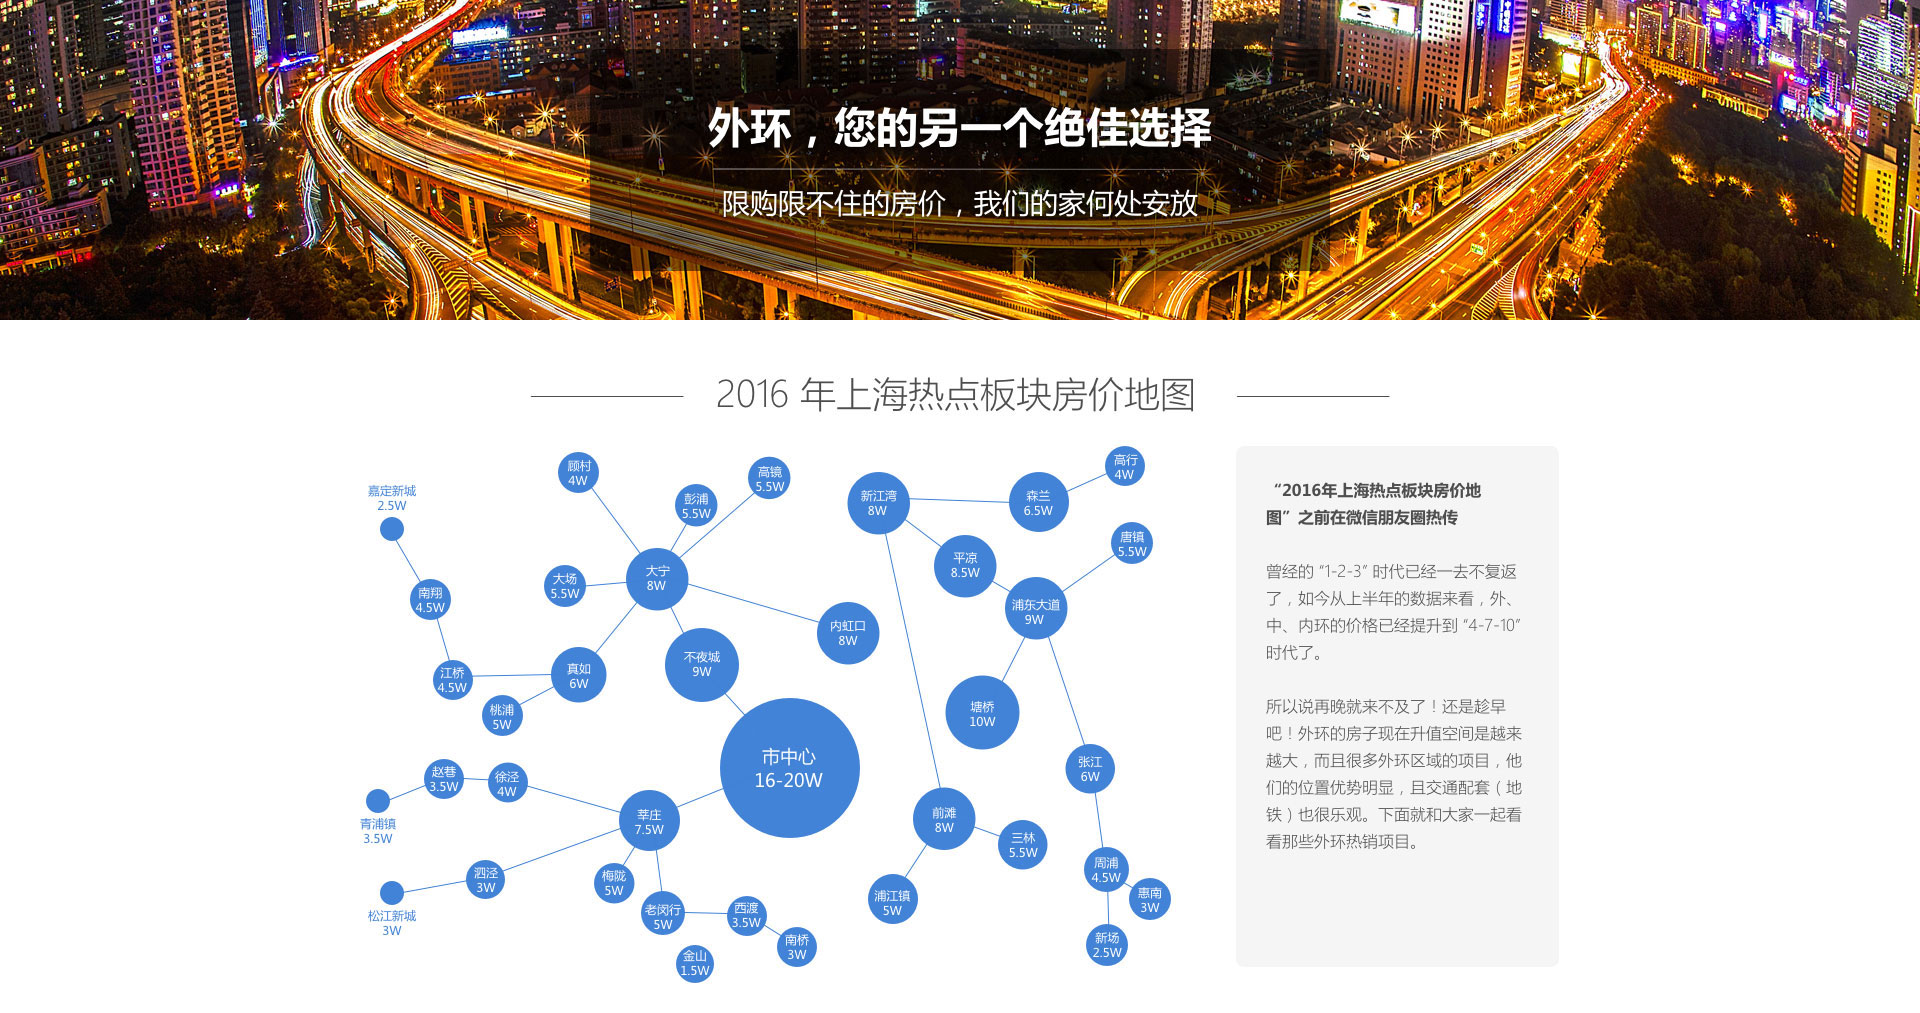 外环，您的另一个绝佳选择
限购限不住的房价，我们的家何处安放
2016 年上海热点板块房价地图
嘉定新城
2.5W
南翔
4.5W
江桥
4.5W
真如
6W
桃浦
5W
顾村
4W
彭浦
5.5W
高镜
5.5W
大场
5.5W
大宁
8W
内虹口
8W
不夜城
9W
市中心
16-20W
赵巷
3.5W
徐泾
4W
青浦镇
3.5W
莘庄
7.5W
泗泾
3W
松江新城
3W
梅陇
5W
老闵行
5W
西渡
3.5W
南桥
3W
金山
1.5W
新江湾
8W
森兰
6.5W
高行
4W
平凉
8.5W
唐镇
5.5W
浦东大道
9W
塘桥
10W
张江
6W
前滩
8W
三林
5.5W
浦江镇
5W
周浦
4.5W
惠南
3W
新场
2.5W
“2016年上海热点板块房价地
图”之前在微信朋友圈热传
曾经的 “1-2-3” 时代已经一去不复返
了，如今从上半年的数据来看，外、
中、内环的价格已经提升到 “4-7-10”
时代了。
所以说再晚就来不及了！还是趁早
吧！外环的房子现在升值空间是越来
越大，而且很多外环区域的项目，他
们的位置优势明显，且交通配套（地
铁）也很乐观。下面就和大家一起看
看那些外环热销项目。